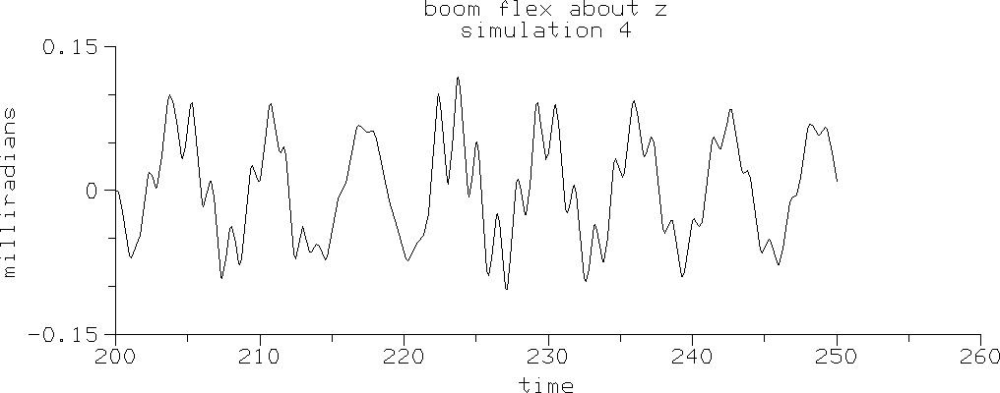 boom flex about z
simulation 4
0.15
0
-0.15
milliradians
200 210 220 230 240 250 260
time